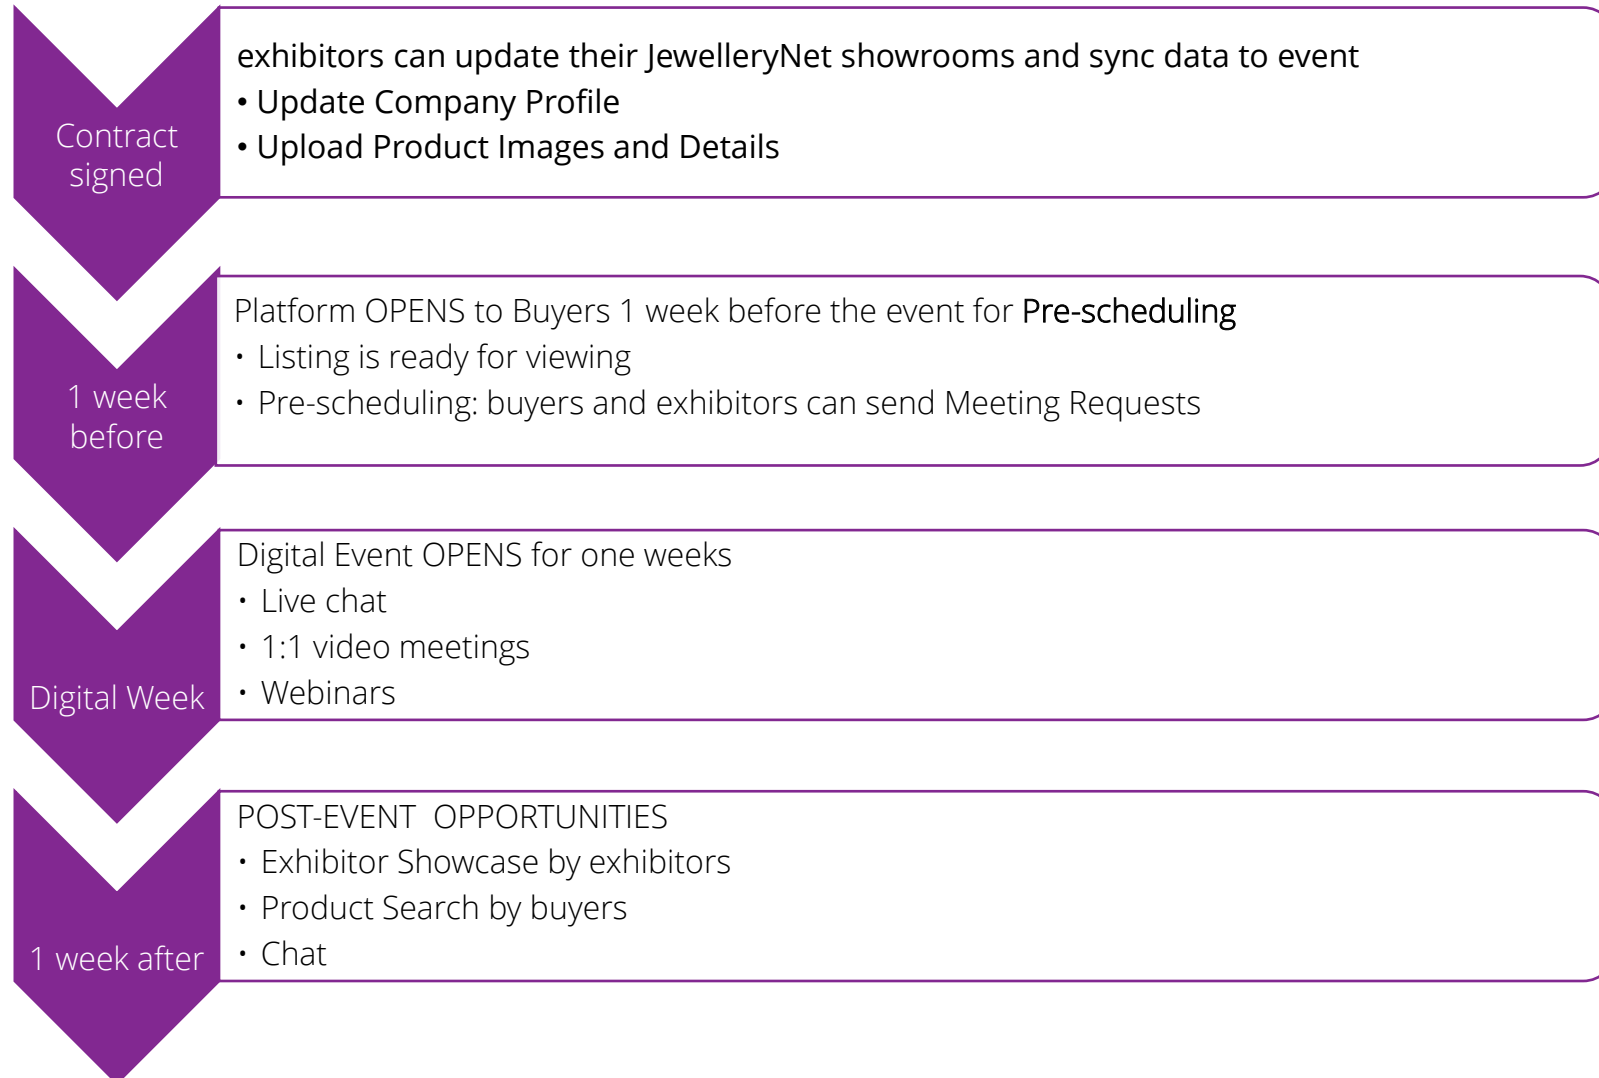 exhibitors can update their JewelleryNet showrooms and sync data to event
• Update Company Profile
• Upload Product Images and Details
Contract
signed
Platform OPENS to Buyers 1 week before the event for Pre-scheduling
• Listing is ready for viewing
• Pre-scheduling: buyers and exhibitors can send Meeting Requests
1 week
before
Digital Event OPENS for one weeks
• Live chat
• 1:1 video meetings
• Webinars
Digital Week
POST-EVENT  OPPORTUNITIES
• Exhibitor Showcase by exhibitors
• Product Search by buyers
• Chat
1 week after